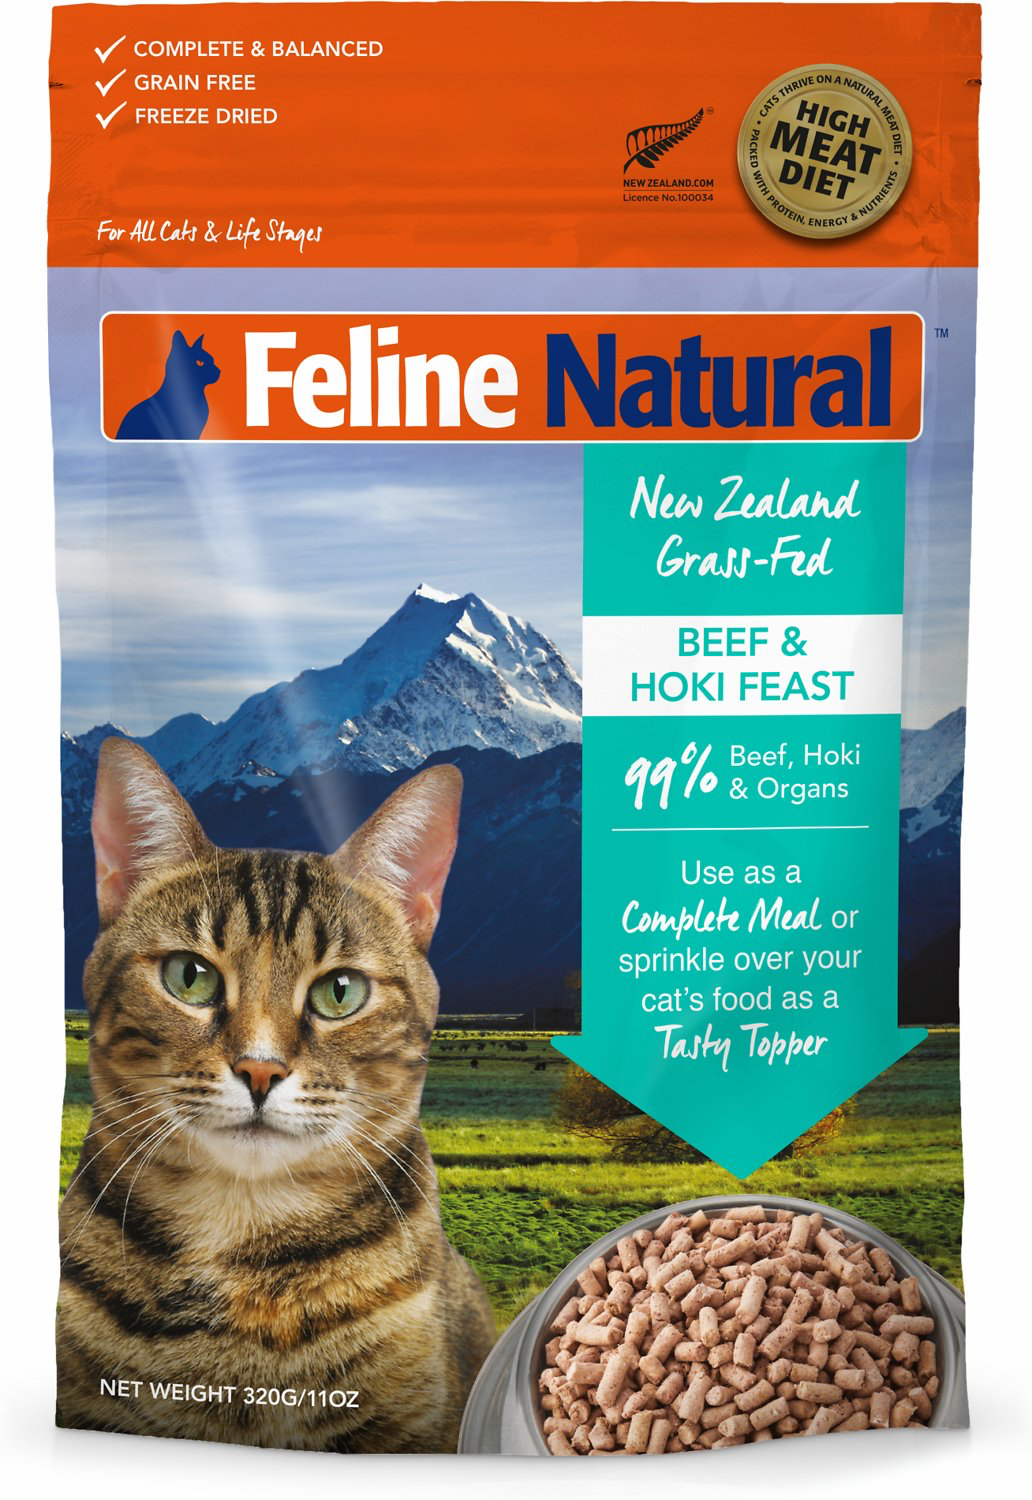 COMPLETE & BALANCED
GRAIN FREE
FREEZE DRIED
For All Cats & Life Stages
NEWZEALAND.COM
Licence No.100034
CATS THRIVE ON A NATURAL MEAT DIET
HIGH
MEAT
DIET
PACKED WITH PROTEIN, ENERGY & NUTRIENTS
Feline Natural TM
New Zealand
Grass-Fed
BEEF &
HOKI FEAST
99% Beef, Hoki
& Organs
Use as a
Complete Meal or
sprinkle over your
cat's food as a
Tasty Topper
NET WEIGHT 320G/11OZ